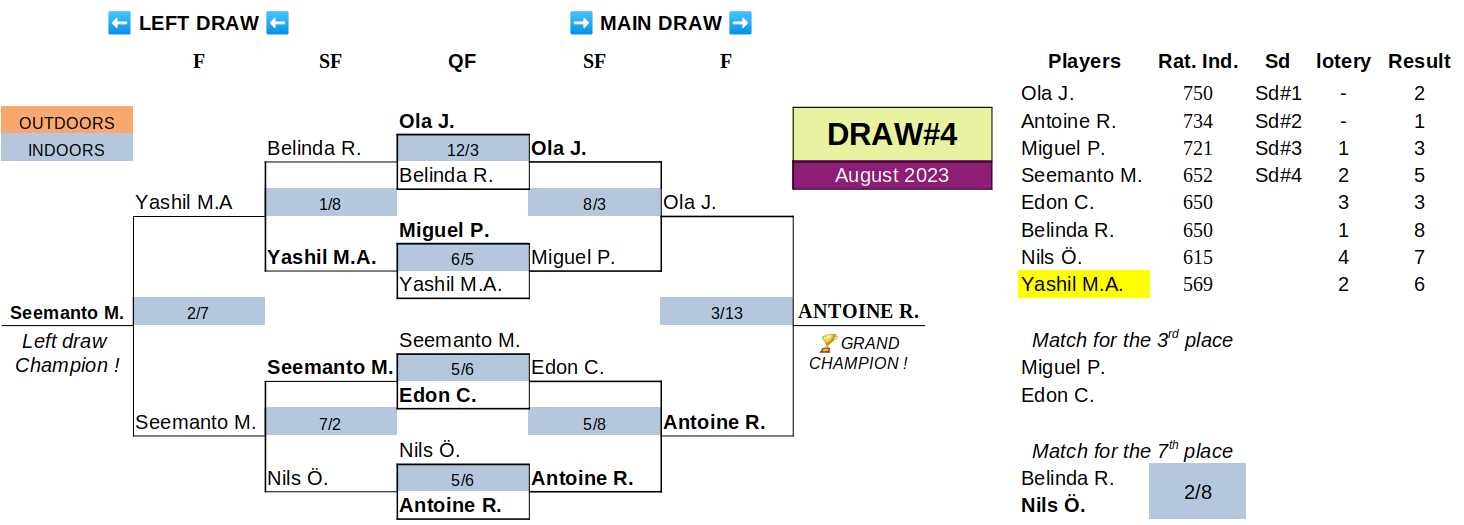 ⬅ LEFT DRAW ⬅ ➡ MAIN DRAW ➡
F SF QF SF F Players Rat. Ind. Sd lotery Result
Ola J. 750 Sd#1 - 2
OUTDOORS Ola J. DRAW#4 Antoine R. 734 Sd#2 - 1
INDOORS Belinda R. 12/3 Ola J. Miguel P. 721 Sd#3 1 3
Belinda R. August 2023 Seemanto M. 652 Sd#4 2 5
Yashil M.A 1/8 8/3 Ola J. Edon C. 650 3 3
Miguel P. Belinda R. 650 1 8
Yashil M.A. 6/5 Miguel P. Nils Ö. 615 4 7
Yashil M.A. Yashil M.A. 569 2 6
Seemanto M. 2/7 3/13 ANTOINE R.
Left draw Seemanto M. 🏆 GRAND Match for the 3rd place
Champion ! Seemanto M. 5/6 Edon C. CHAMPION ! Miguel P.
Edon C. Edon C.
Seemanto M. 7/2 5/8 Antoine R.
Nils Ö. Match for the 7th place
Nils Ö. 5/6 Antoine R. Belinda R. 2/8
Antoine R. Nils Ö.